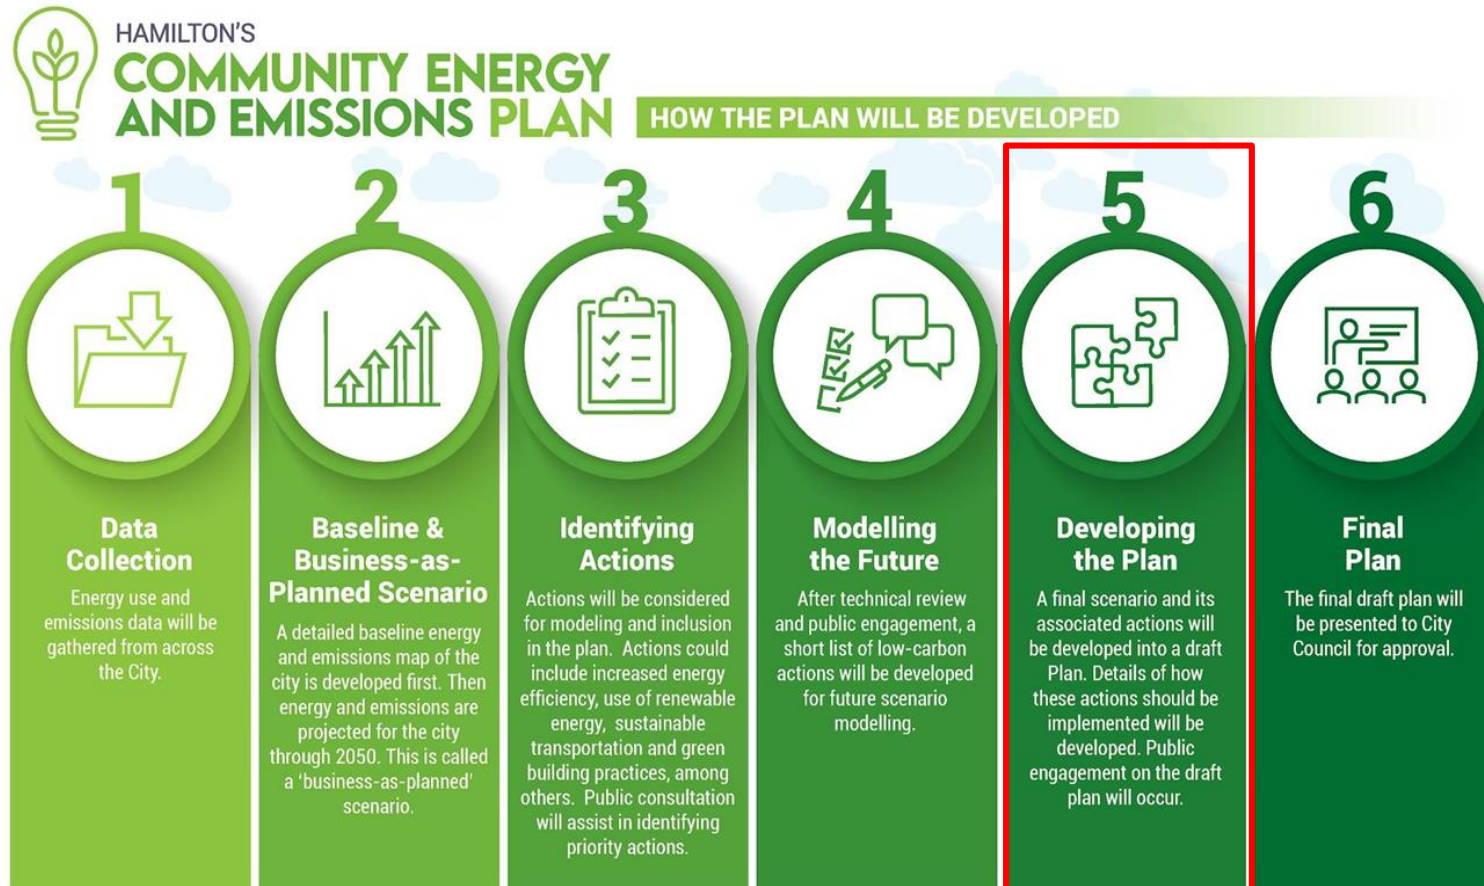 HAMILTON'S
COMMUNITY ENERGY
AND EMISSIONS PLAN
HOW THE PLAN WILL BE DEVELOPED
1
Data
Collection
Energy use and
emissions data will be
gathered from across
the City.
2
Baseline &
Business-as-
Planned Scenario
A detailed baseline energy
and emissions map of the
city is developed first. Then
energy and emissions are
projected for the city
through 2050. This is called
a 'business-as-planned'
scenario.
3
Identifying
Actions
Actions will be considered
for modeling and inclusion
in the plan. Actions could
include increased energy
efficiency, use of renewable
energy, sustainable
transportation and green
building practices, among
others. Public consultation
will assist in identifying
priority actions.
4
Modelling
the Future
After technical review
and public engagement, a
short list of low-carbon
actions will be developed
for future scenario
modelling.
5
Developing
the Plan
A final scenario and its
associated actions will
be developed into a draft
Plan. Details of how
these actions should be
implemented will be
developed. Public
engagement on the draft
plan will occur.
6
Final
Plan
The final draft plan will
be presented to City
Council for approval.